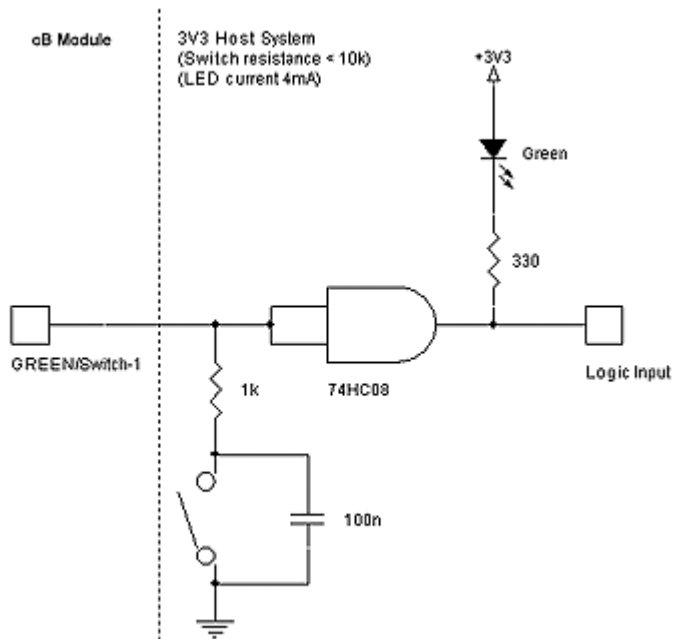 cB Module
3V3 Host System
(Switch resistance < 10k)
(LED current 4mA)
+3V3
Green
330
GREEN/Switch-1
1k
74HC08
Logic Input
100n